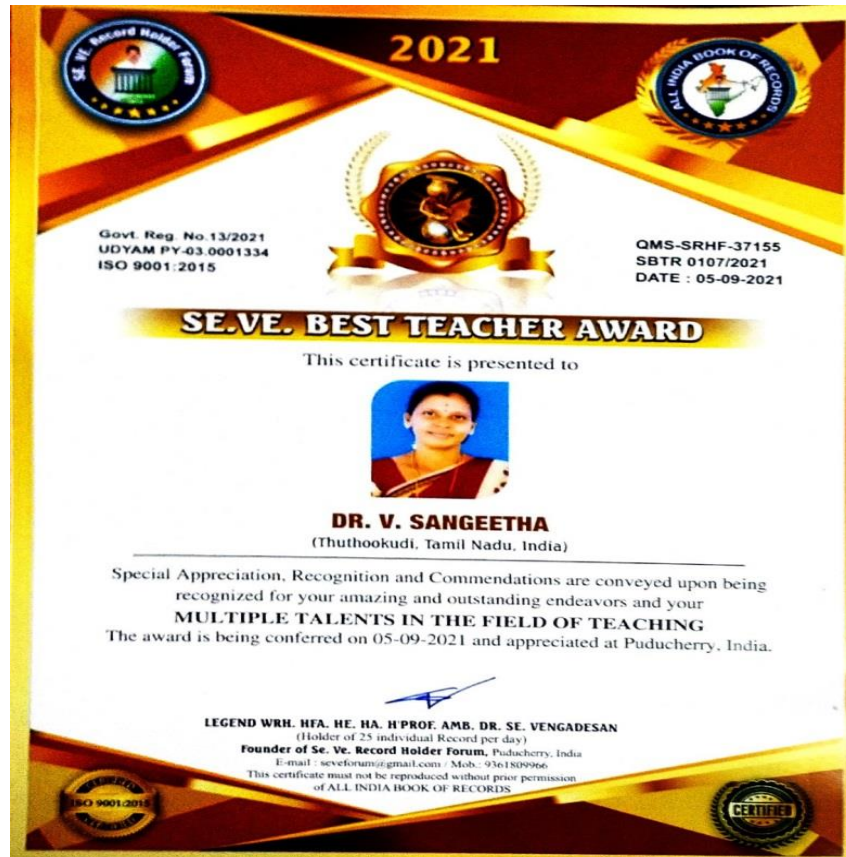 2021
SE. VE. Record Holder Forum
ALL INDIA BOOK OF RECORDS
Govt. Reg. No.13/2021
UDYAM PY-03.0001334
ISO 9001:2015
QMS-SRHF-37155
SBTR 0107/2021
DATE : 05-09-2021
SE.VE. BEST TEACHER AWARD
This certificate is presented to
DR. V. SANGEETHA
(Thuthookudi, Tamil Nadu, India)
Special Appreciation, Recognition and Commendations are conveyed upon being
recognized for your amazing and outstanding endeavors and your
MULTIPLE TALENTS IN THE FIELD OF TEACHING
The award is being conferred on 05-09-2021 and appreciated at Puducherry, India.
LEGEND WRH. HFA. HE. HA. H'PROF. AMB. DR. SE. VENGADESAN
(Holder of 25 individual Record per day)
Founder of Se. Ve. Record Holder Forum, Puducherry, India
E-mail : seveforum@gmail.com / Mob.: 9361809966
This certificate must not be reproduced without prior permission
of ALL INDIA BOOK OF RECORDS
ISO 9001:2015
CERTIFIED